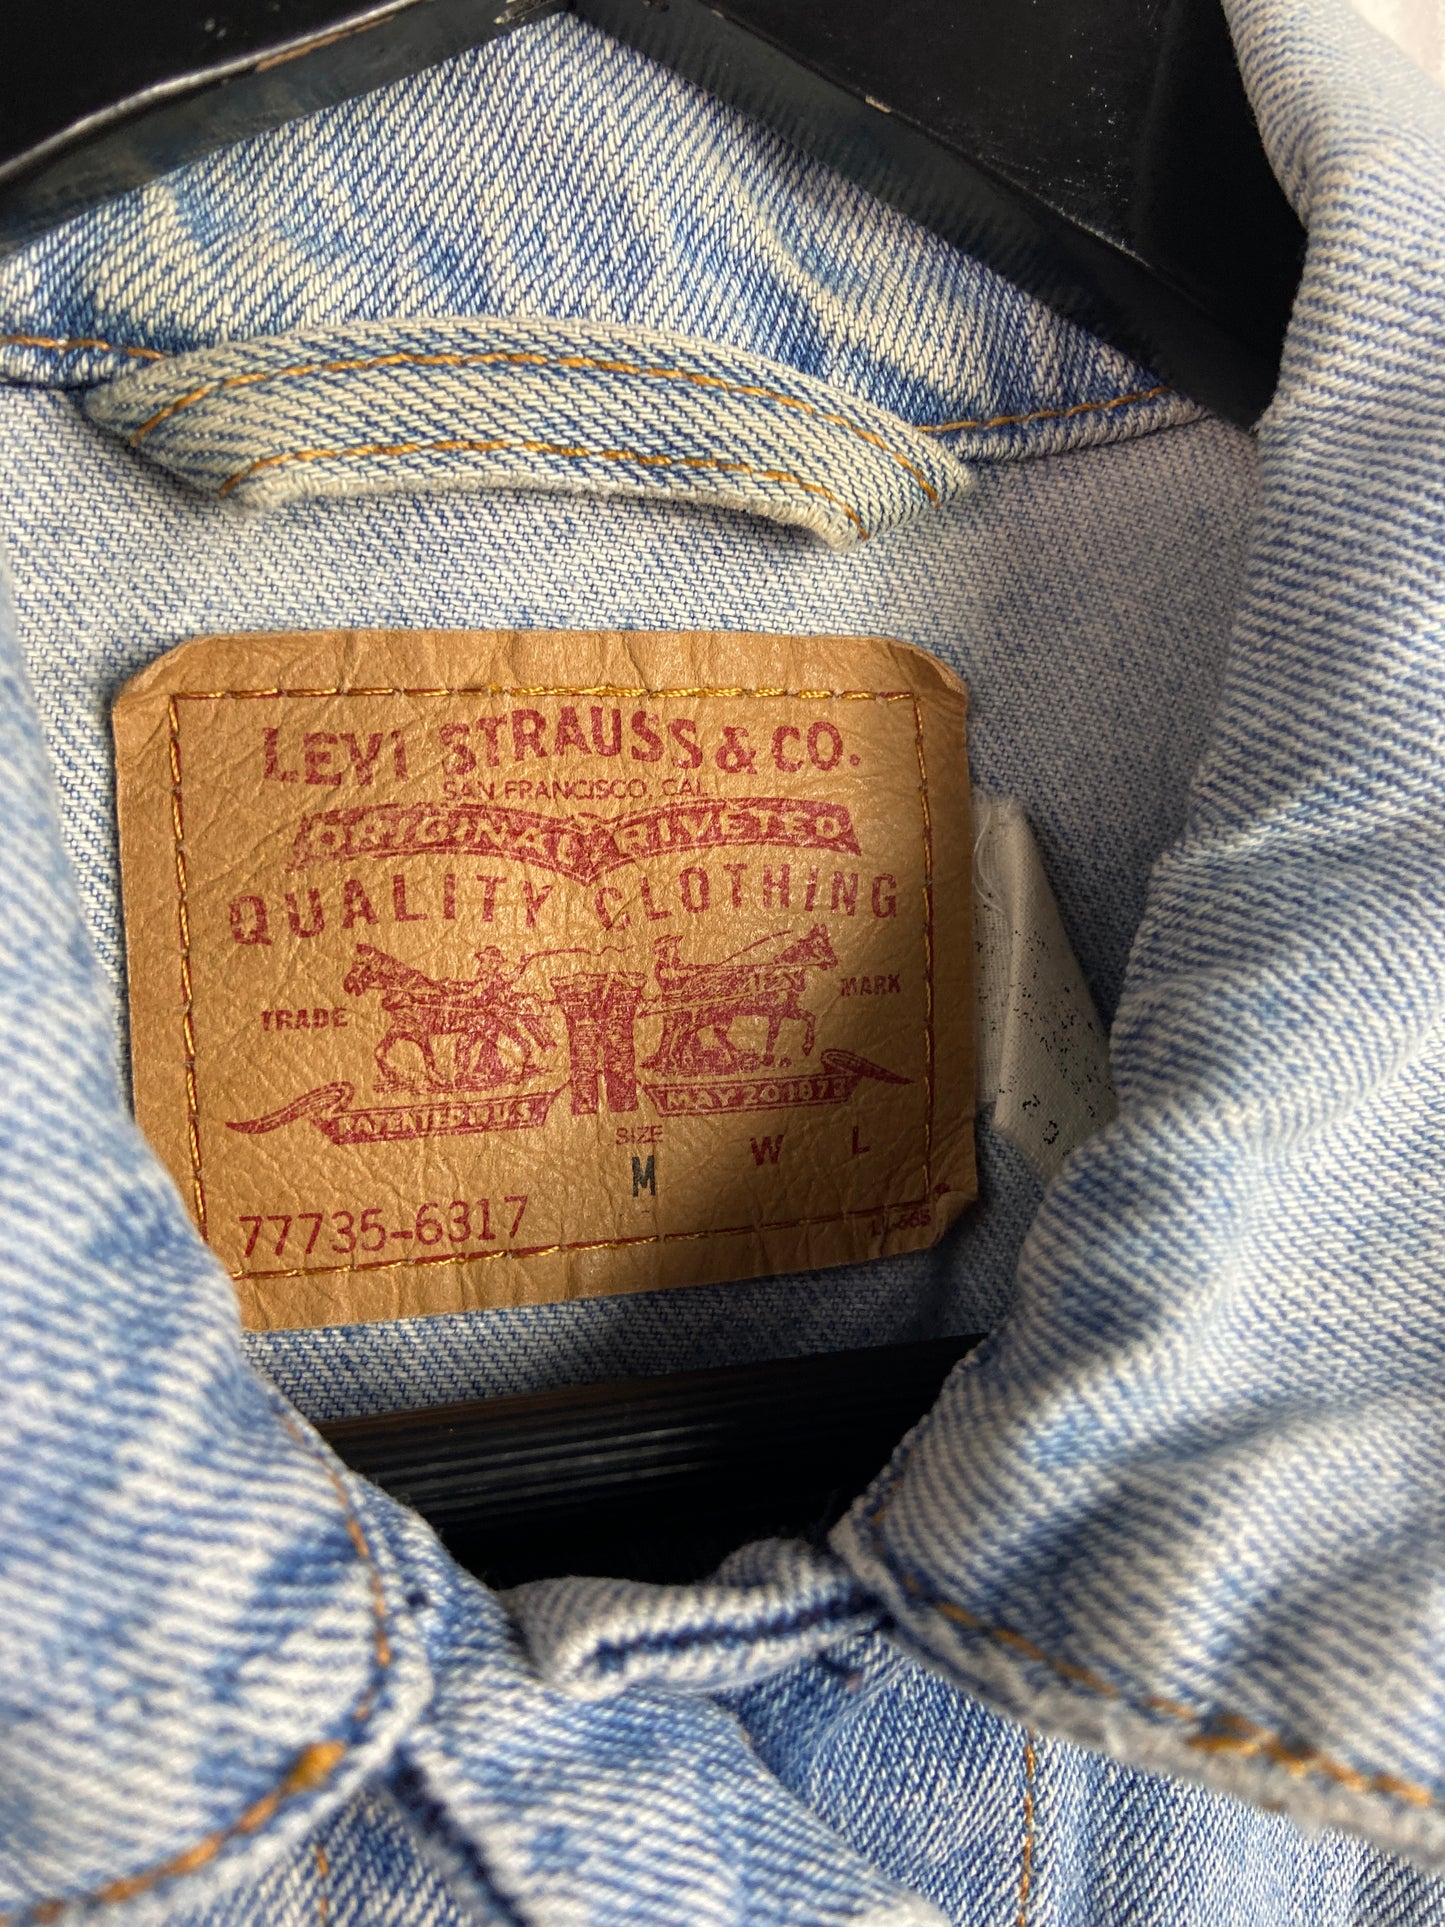 LEVI STRAUSS & CO.
SAN FRANCISCO, CAL
ORIGINAL RIVETED
QUALITY CLOTHING
TRADE MARK
PATENTED IN U.S. MAY 20 1873
SIZE
M W L
77735-6317